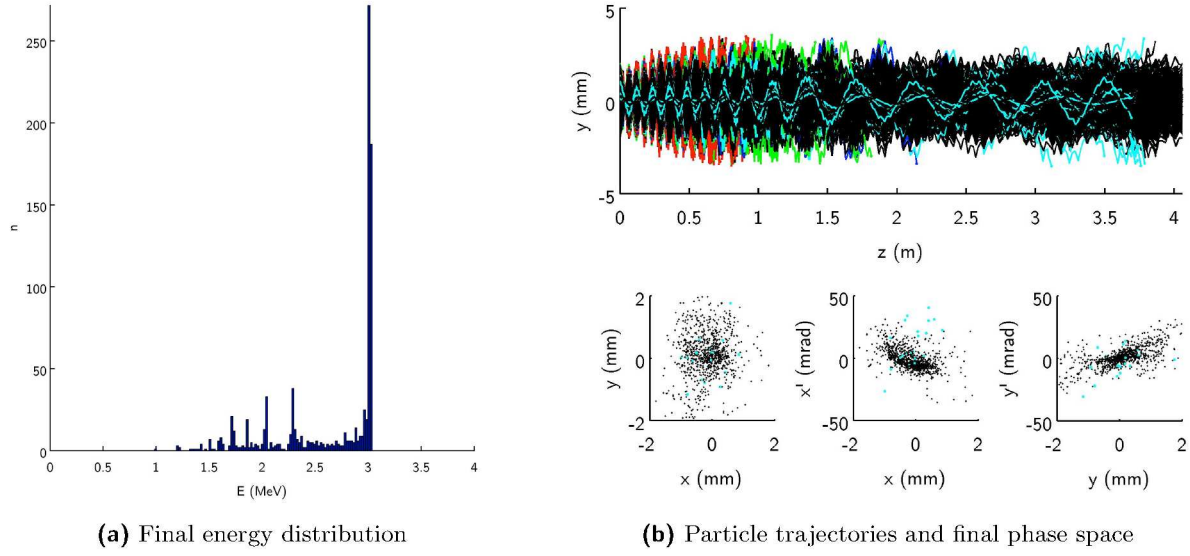 250
200
150
100
50
0
n
0 0.5 1 1.5 2 2.5 3 3.5 4
E (MeV)
(a) Final energy distribution
5
0
-5
y (mm)
0 0.5 1 1.5 2 2.5 3 3.5 4
z (m)
2
0
-2
y (mm)
-2 0 2
x (mm)
50
0
-50
x' (mrad)
-2 0 2
x (mm)
50
0
-50
y' (mrad)
-2 0 2
y (mm)
(b) Particle trajectories and final phase space